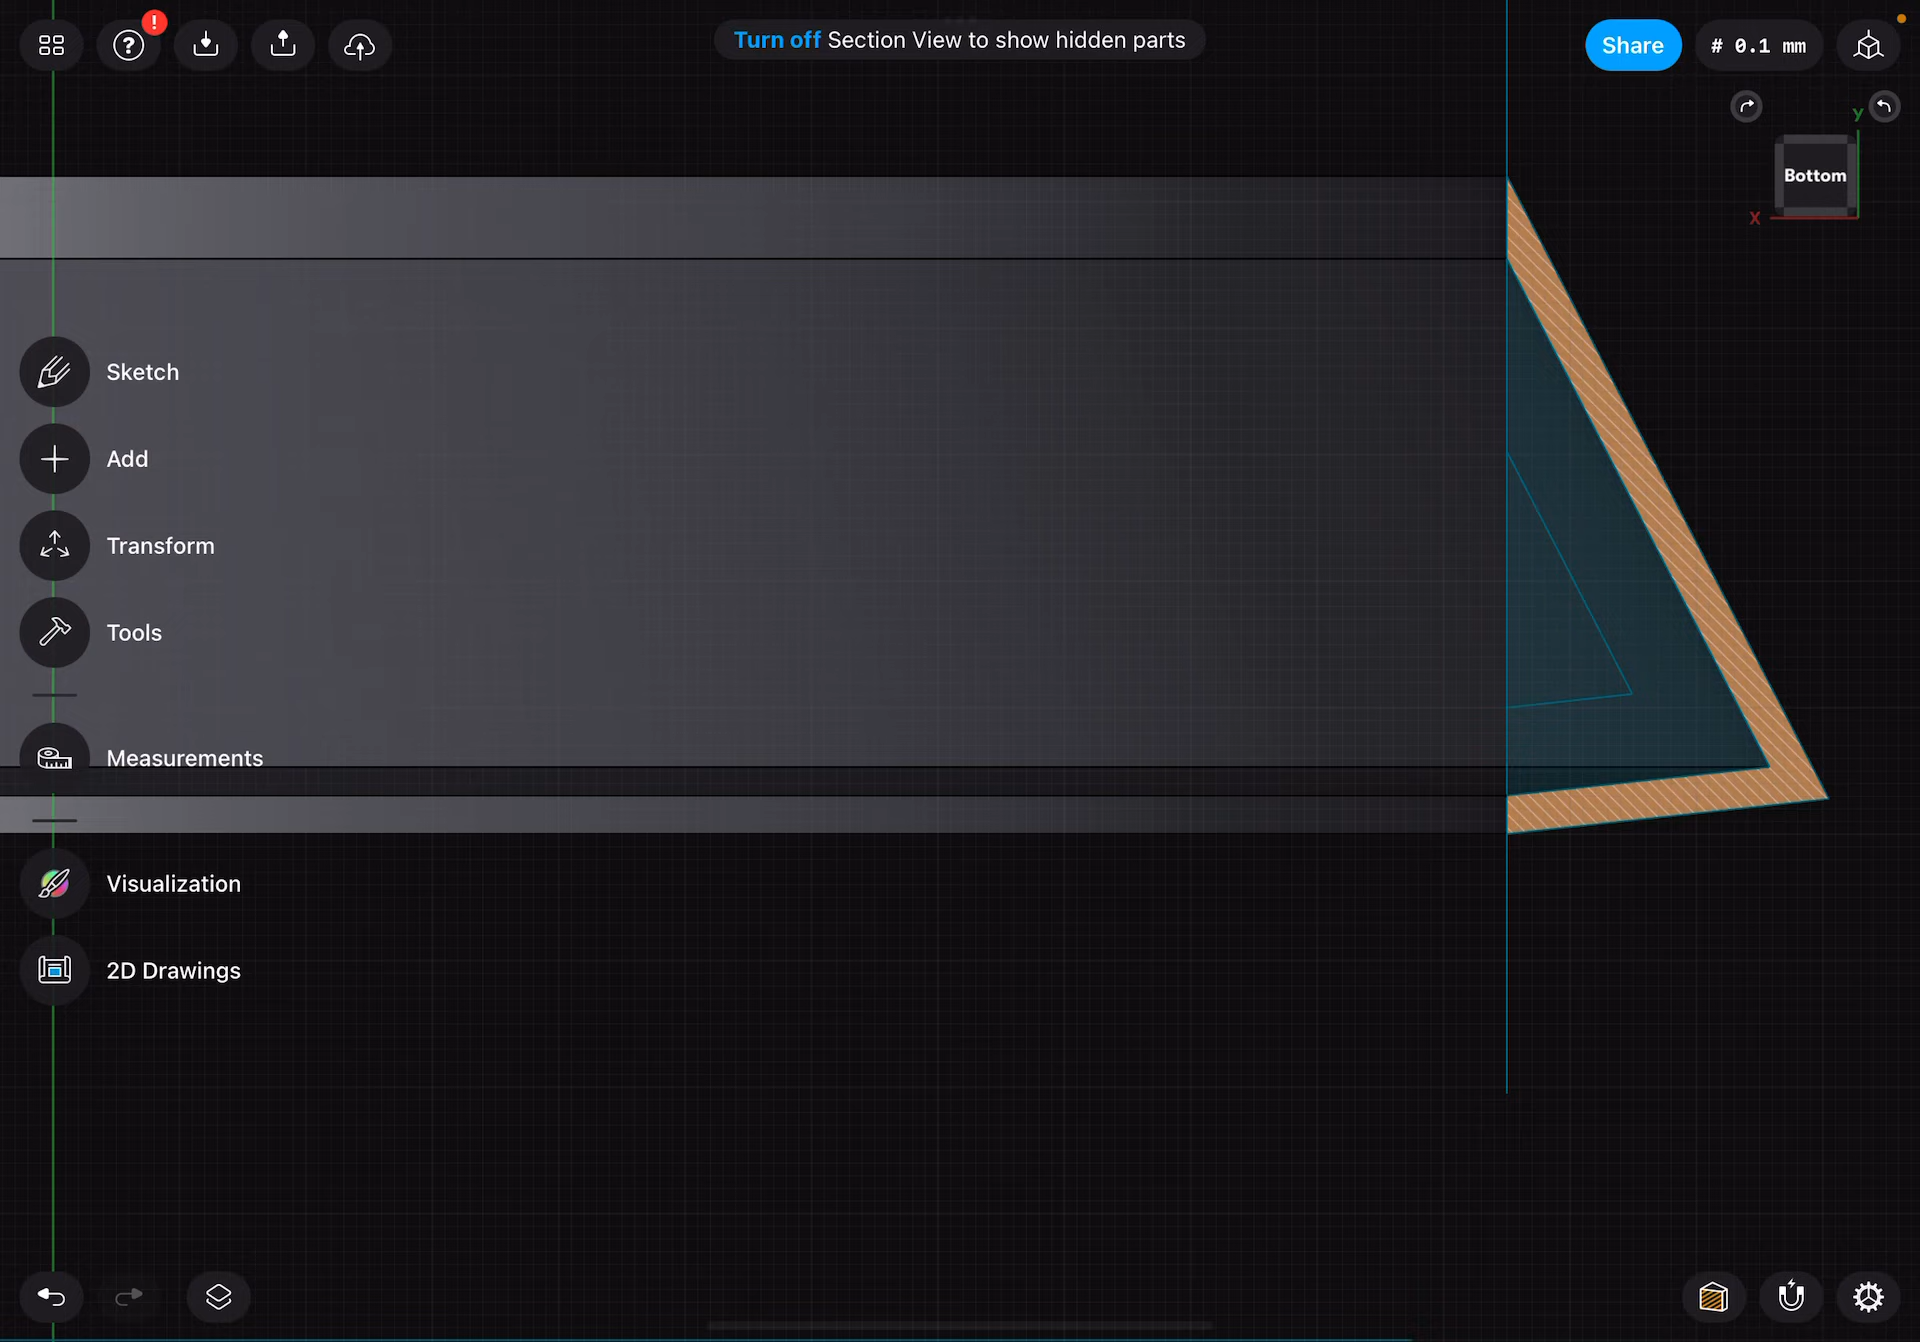 Turn off Section View to show hidden parts
Share
# 0.1 mm
y
Bottom
X
Sketch
Add
Transform
Tools
Measurements
Visualization
2D Drawings